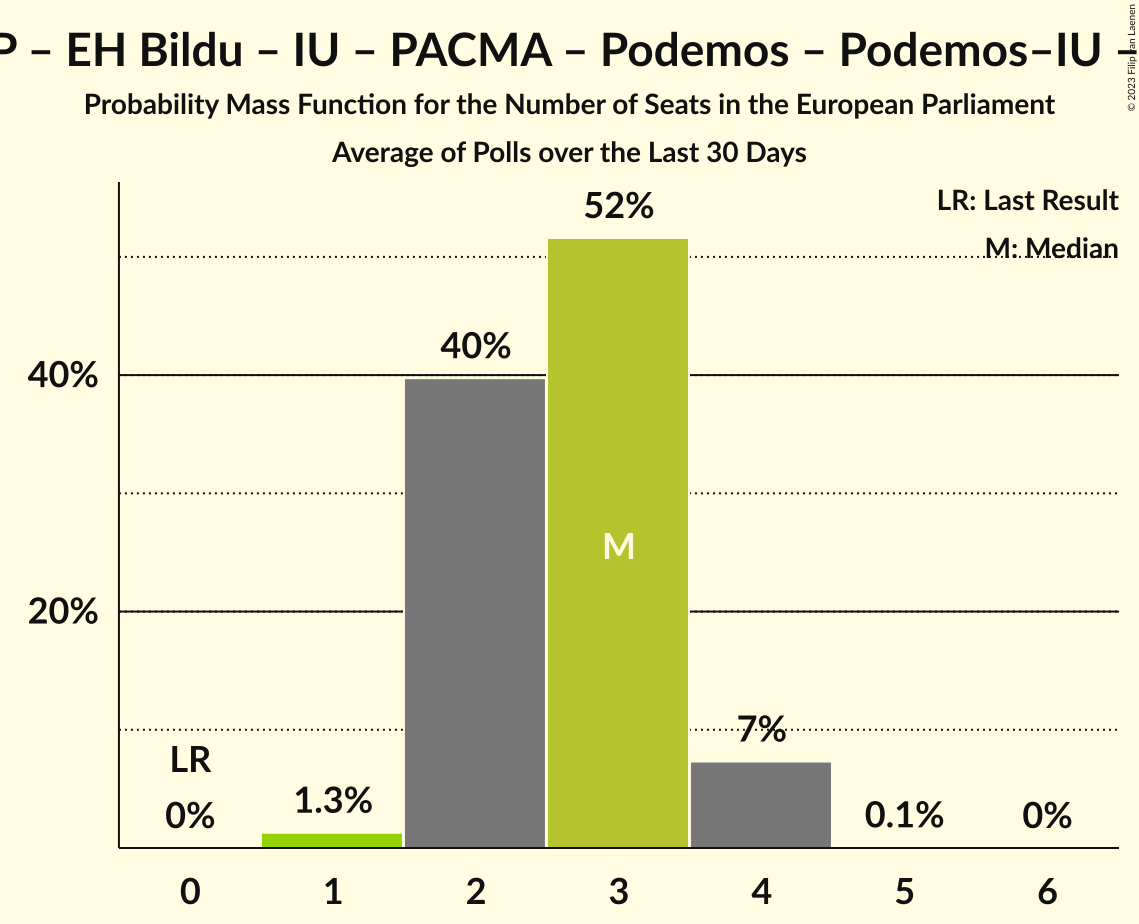 P – EH Bildu – IU – PACMA – Podemos – Podemos–IU –
Probability Mass Function for the Number of Seats in the European Parliament
Average of Polls over the Last 30 Days
© 2023 Filip van Laenen
LR: Last Result
M: Median
52%
40%
40%
M
20%
7%
LR
1.3%
0%
0.1%
0%
0 1 2 3 4 5 6